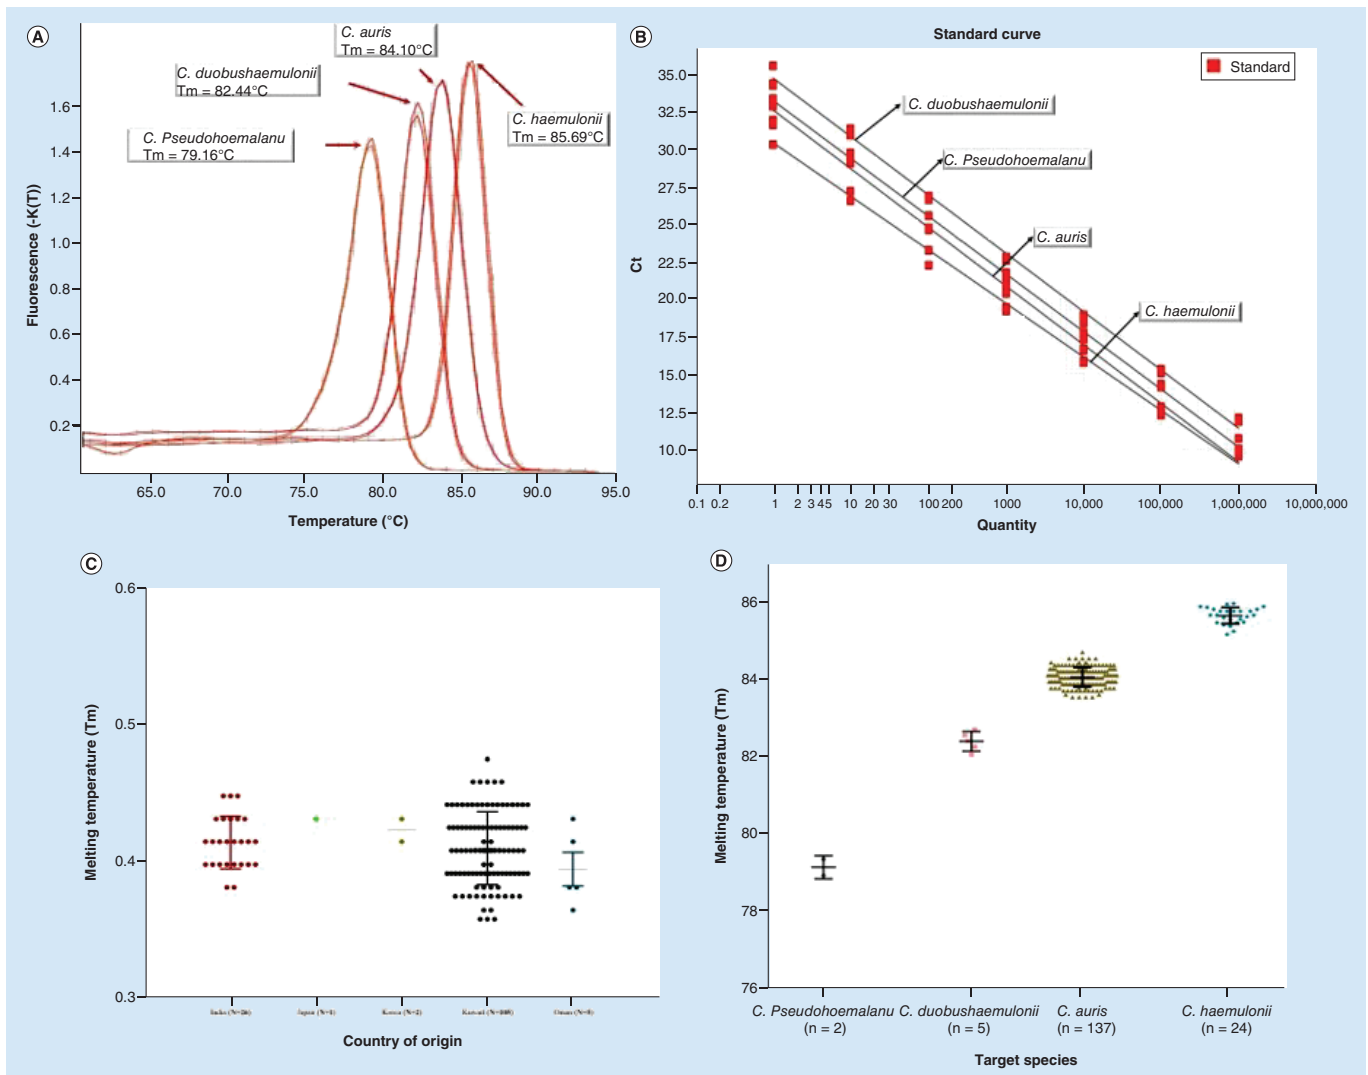 A
C. auris
Tm = 84.10°C
C. duobushaemulonii
Tm = 82.44°C
C. haemulonii
Tm = 85.69°C
C. Pseudohoemalanu
Tm = 79.16°C
1.6
1.4
1.2
1.0
0.8
0.6
0.4
0.2
Fluorescence (-K(T))
65.0 70.0 75.0 80.0 85.0 90.0 95.0
Temperature (°C)
B
Standard curve
Standard
C. duobushaemulonii
C. Pseudohoemalanu
C. auris
C. haemulonii
35.0
32.5
30.0
27.5
25.0
22.5
20.0
17.5
15.0
12.5
10.0
Ct
0.1 0.2 1 2 3 4 5 10 20 30 100 200 1000 10,000 100,000 1,000,000 10,000,000
Quantity
C
0.6
0.5
0.4
0.3
Melting temperature (Tm)
Japan (N=1) Korea (N=2)
Country of origin
D
86
84
82
80
78
76
Melting temperature (Tm)
C. Pseudohoemalanu C. duobushaemulonii C. auris C. haemulonii
(n = 2) (n = 5) (n = 137) (n = 24)
Target species